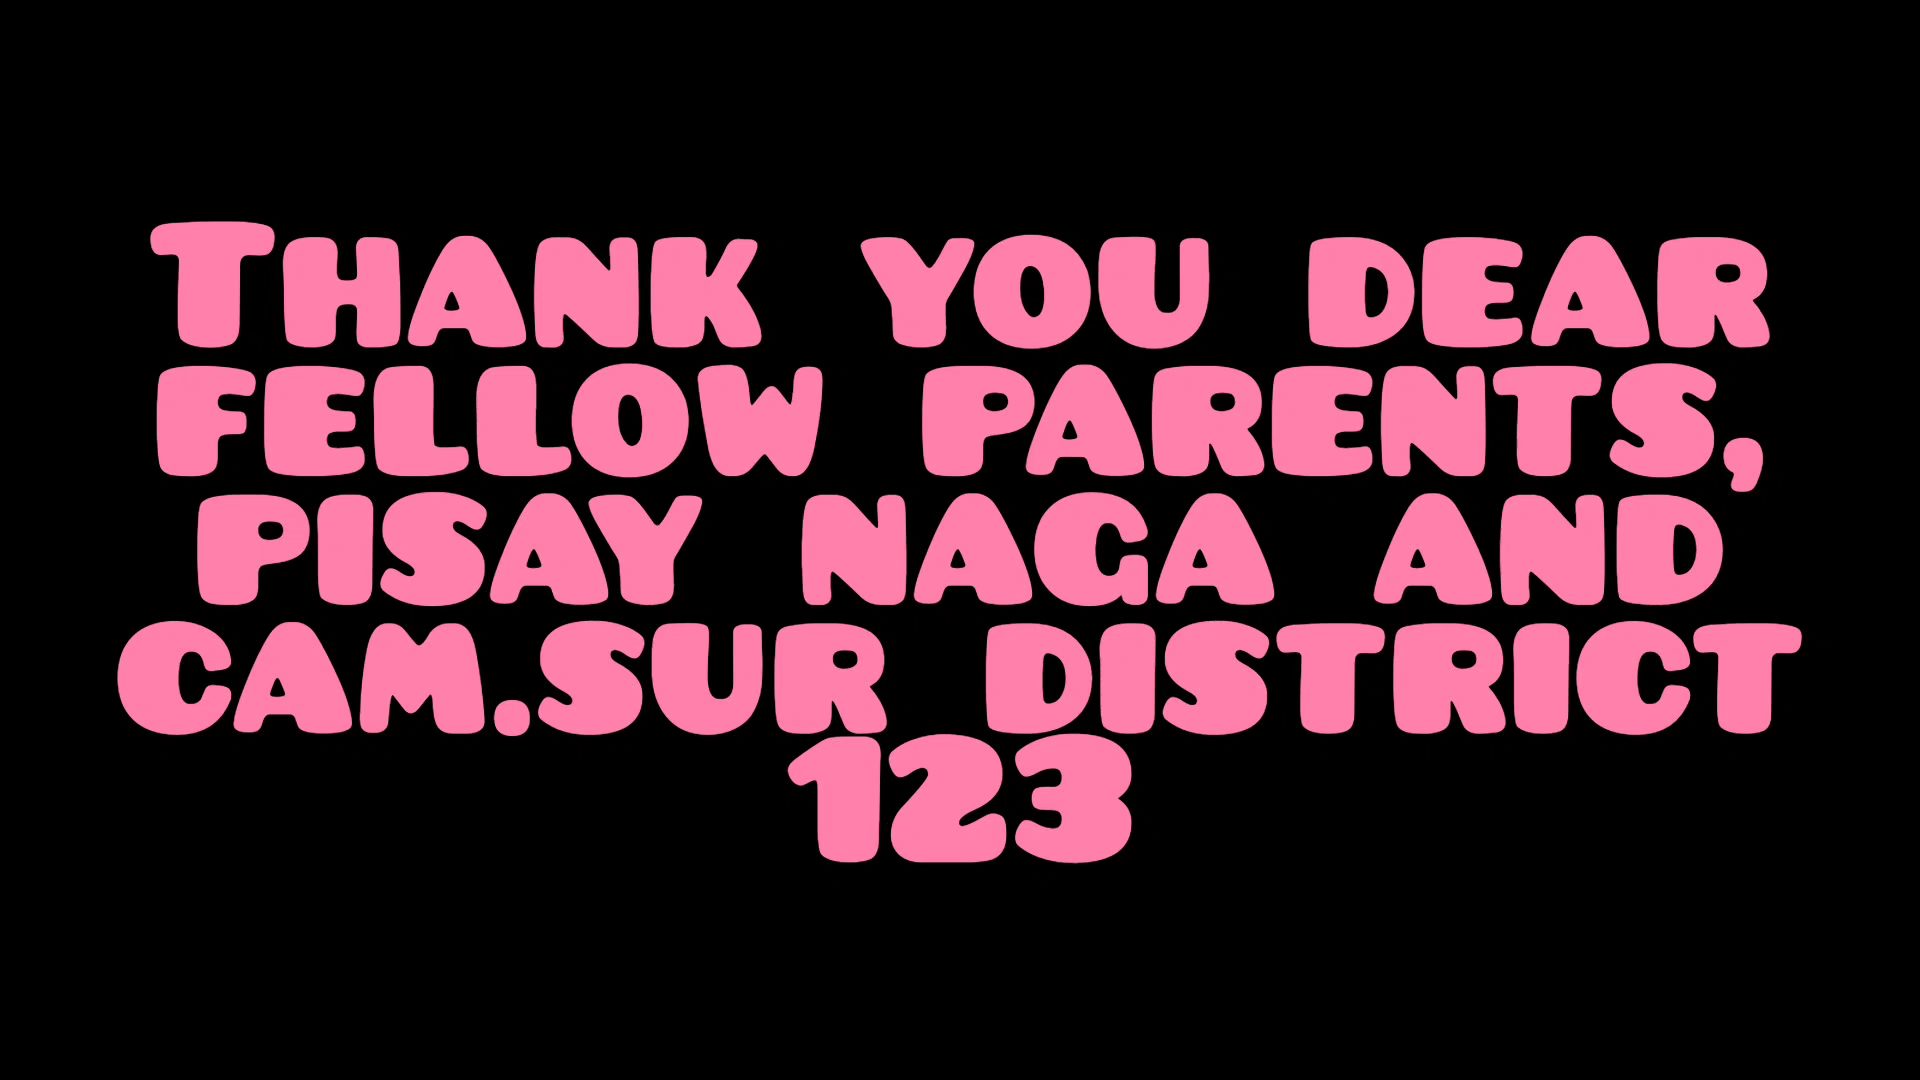 Thank you dear
fellow parents,
pisay naga and
cam.sur district
123